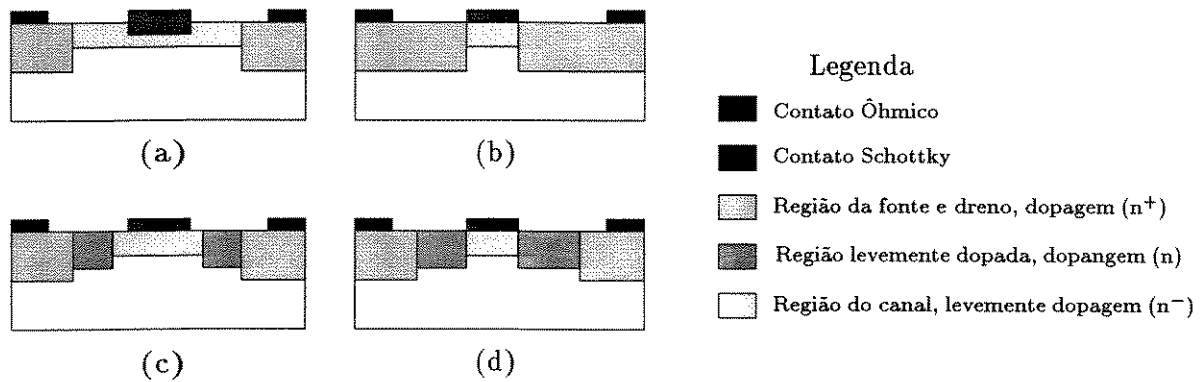 (a)
(b)
(c)
(d)
Legenda
Contato Ôhmico
Contato Schottky
Região da fonte e dreno, dopagem (n⁺)
Região levemente dopada, dopangem (n)
Região do canal, levemente dopagem (n⁻)